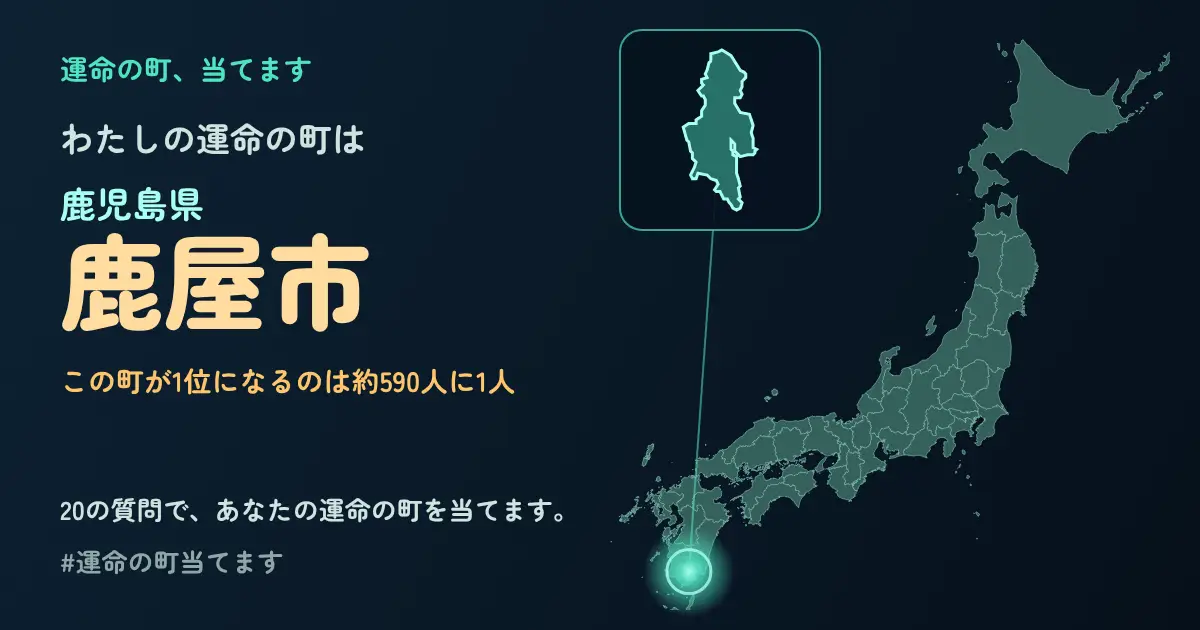 運命の町、当てます
わたしの運命の町は
鹿児島県
鹿屋市
この町が1位になるのは約590人に1人
20の質問で、あなたの運命の町を当てます。
#運命の町当てます